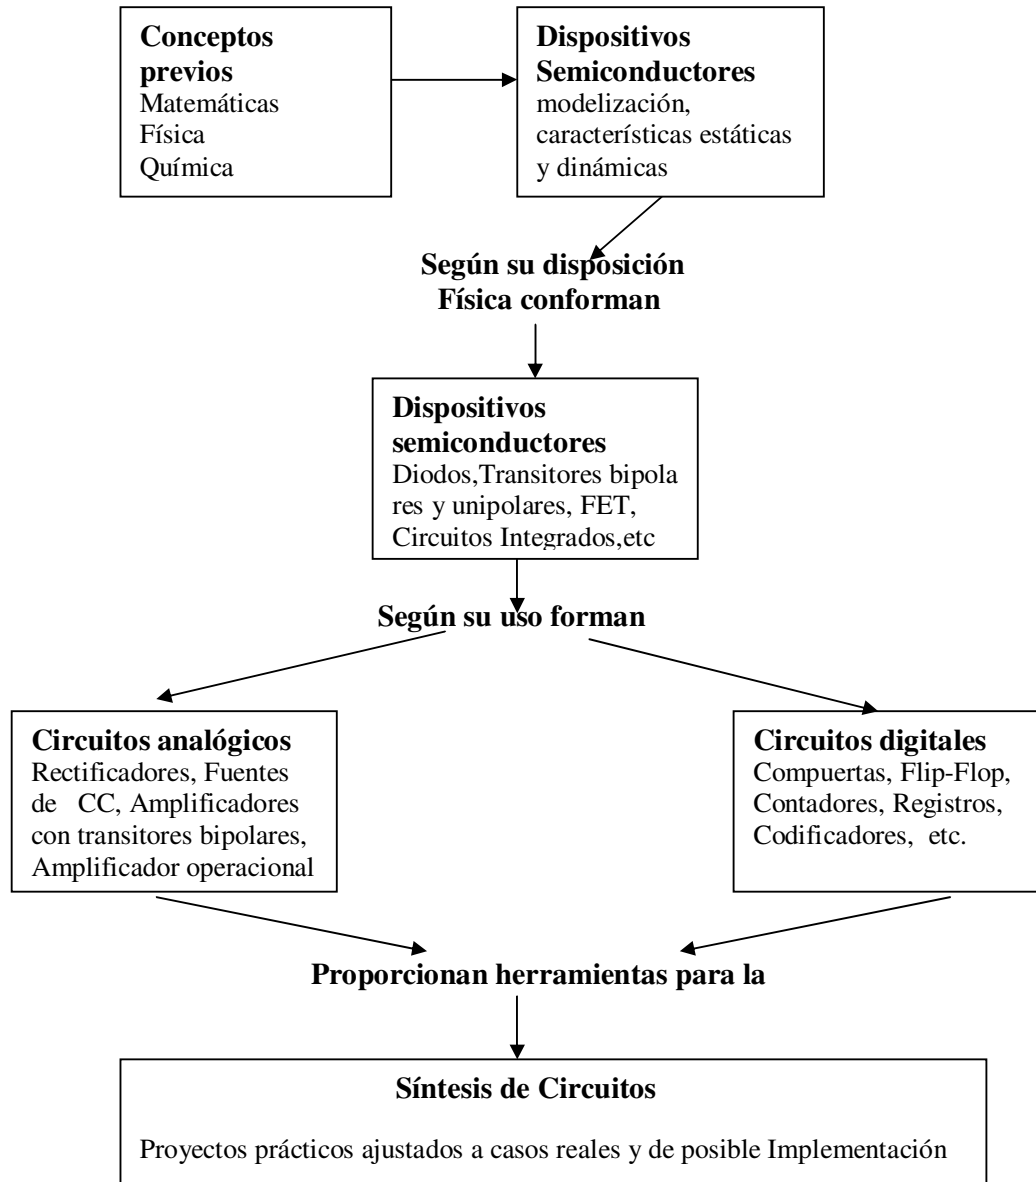 Conceptos
previos
Matemáticas
Física
Química
Dispositivos
Semiconductores
modelización,
características estáticas
y dinámicas
Según su disposición
Física conforman
Dispositivos
semiconductores
Diodos,Transitores bipola
res y unipolares, FET,
Circuitos Integrados,etc
Según su uso forman
Circuitos analógicos
Rectificadores, Fuentes
de CC, Amplificadores
con transitores bipolares,
Amplificador operacional
Circuitos digitales
Compuertas, Flip-Flop,
Contadores, Registros,
Codificadores, etc.
Proporcionan herramientas para la
Síntesis de Circuitos
Proyectos prácticos ajustados a casos reales y de posible Implementación